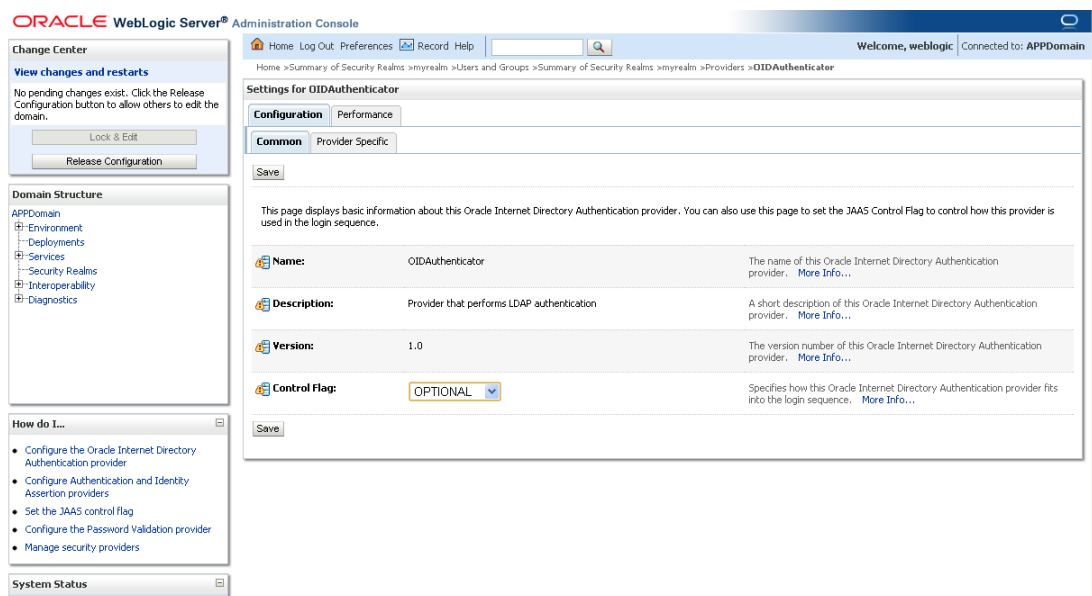 ORACLE WebLogic Server® Administration Console
Change Center
View changes and restarts
No pending changes exist. Click the Release
Configuration button to allow others to edit the
domain.
Lock & Edit
Release Configuration
Domain Structure
APPDomain
Environment
Deployments
Services
Security Realms
Interoperability
Diagnostics
How do I...
Configure the Oracle Internet Directory
Authentication provider
Configure Authentication and Identity
Assertion providers
Set the JAAS control flag
Configure the Password Validation provider
Manage security providers
System Status
Home Log Out Preferences Record Help
Welcome, weblogic Connected to: APPDomain
Home >Summary of Security Realms >myrealm >Users and Groups >Summary of Security Realms >myrealm >Providers >OIDAuthenticator
Settings for OIDAuthenticator
Configuration Performance
Common Provider Specific
Save
This page displays basic information about this Oracle Internet Directory Authentication provider. You can also use this page to set the JAAS Control Flag to control how this provider is
used in the login sequence.
Name: OIDAuthenticator The name of this Oracle Internet Directory Authentication
provider. More Info...
Description: Provider that performs LDAP authentication A short description of this Oracle Internet Directory Authentication
provider. More Info...
Version: 1.0 The version number of this Oracle Internet Directory Authentication
provider. More Info...
Control Flag: OPTIONAL Specifies how this Oracle Internet Directory Authentication provider fits
into the login sequence. More Info...
Save